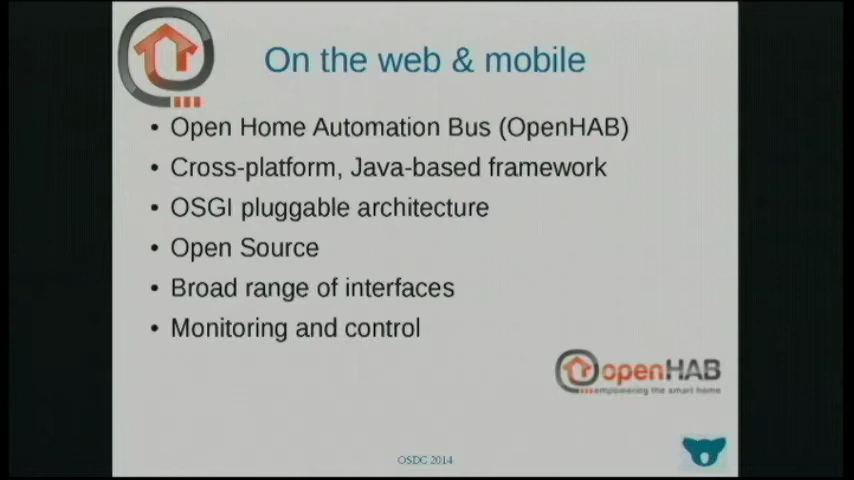 On the web & mobile
• Open Home Automation Bus (OpenHAB)
• Cross-platform, Java-based framework
• OSGI pluggable architecture
• Open Source
• Broad range of interfaces
• Monitoring and control
openHAB
empowering the smart home
OSDC 2014